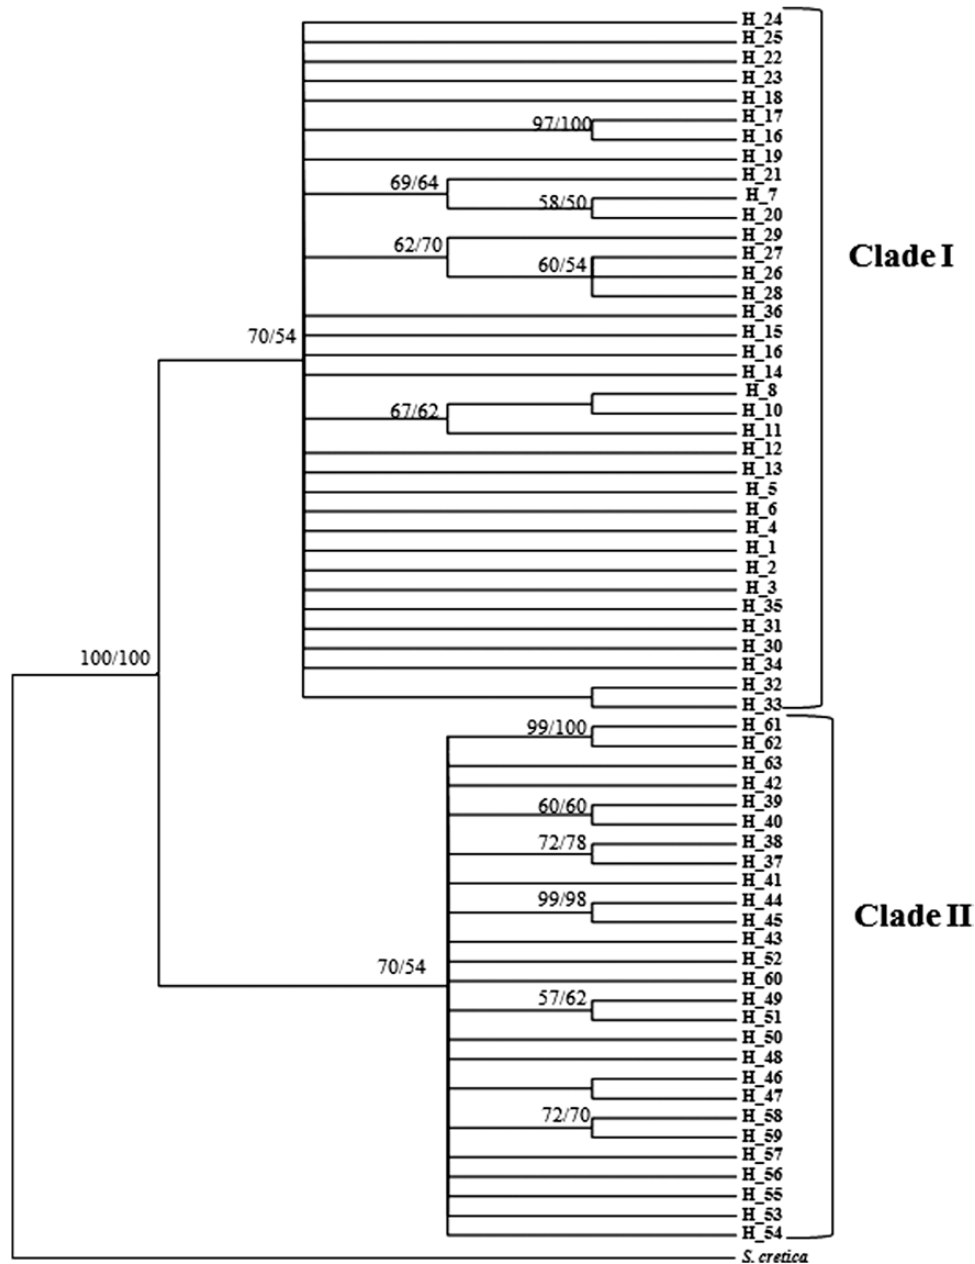 H_24
H_25
H_22
H_23
H_18
H_17
97/100
H_16
H_19
H_21
69/64
H_7
58/50
H_20
H_29
62/70
H_27
Clade I
60/54
H_26
H_28
H_36
H_15
70/54
H_16
H_14
H_8
H_10
67/62
H_11
H_12
H_13
H_5
H_6
H_4
H_1
H_2
H_3
H_35
H_31
H_30
100/100
H_34
H_32
H_33
H_61
99/100
H_62
H_63
H_42
H_39
60/60
H_40
H_38
72/78
H_37
H_41
H_44
99/98
H_45
Clade II
H_43
H_52
70/54
H_60
H_49
57/62
H_51
H_50
H_48
H_46
H_47
H_58
72/70
H_59
H_57
H_56
H_55
H_53
H_54
S. cretica